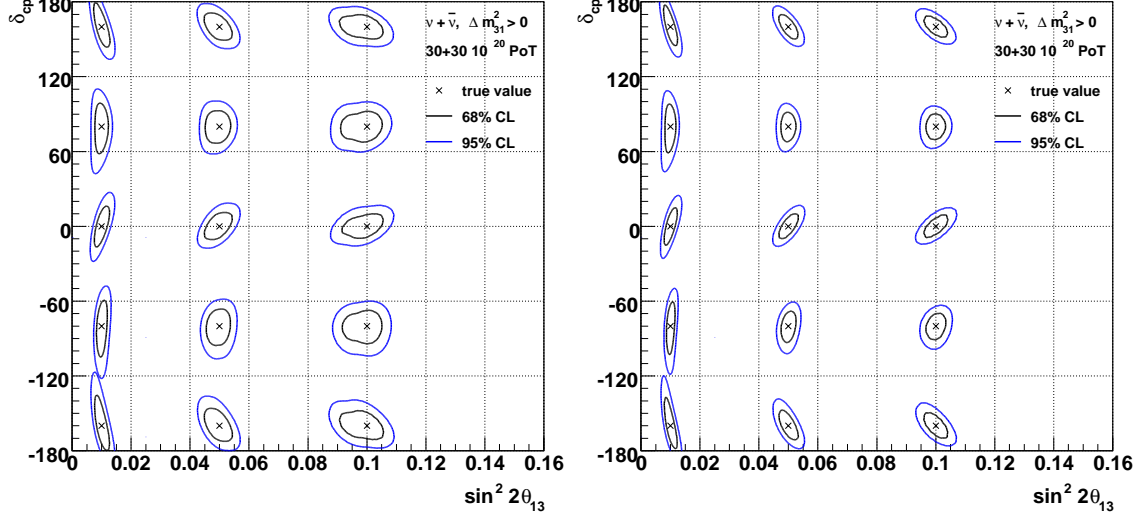 δcp
180
120
60
0
-60
-120
-180
0 0.02 0.04 0.06 0.08 0.1 0.12 0.14 0.16
sin² 2θ₁₃
ν + ν̄, Δ m²₃₁ > 0
30+30 10 ²⁰ PoT
true value
68% CL
95% CL
δcp
180
120
60
0
-60
-120
-180
0 0.02 0.04 0.06 0.08 0.1 0.12 0.14 0.16
sin² 2θ₁₃
ν + ν̄, Δ m²₃₁ > 0
30+30 10 ²⁰ PoT
true value
68% CL
95% CL